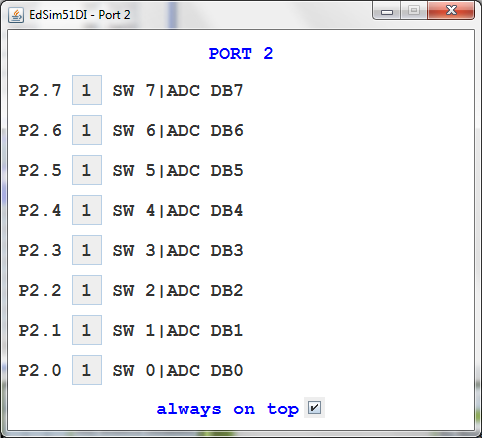 EdSim51DI - Port 2
PORT 2
P2.7 1 SW 7|ADC DB7
P2.6 1 SW 6|ADC DB6
P2.5 1 SW 5|ADC DB5
P2.4 1 SW 4|ADC DB4
P2.3 1 SW 3|ADC DB3
P2.2 1 SW 2|ADC DB2
P2.1 1 SW 1|ADC DB1
P2.0 1 SW 0|ADC DB0
always on top